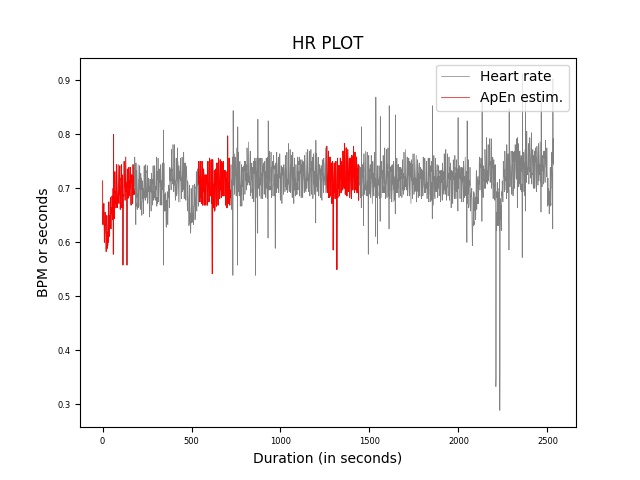 HR PLOT
Heart rate
ApEn estim.
0.9
0.8
0.7
0.6
0.5
0.4
0.3
BPM or seconds
0 500 1000 1500 2000 2500
Duration (in seconds)